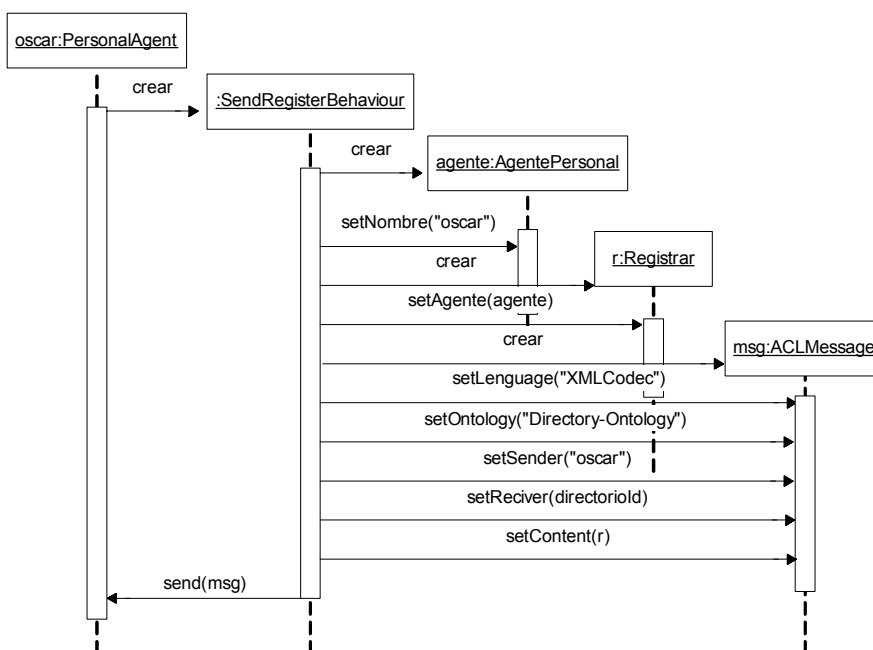 oscar:PersonalAgent
crear
:SendRegisterBehaviour
crear
agente:AgentePersonal
setNombre("oscar")
crear
r:Registrar
setAgente(agente)
crear
msg:ACLMessage
setLenguage("XMLCodec")
setOntology("Directory-Ontology")
setSender("oscar")
setReciver(directorioId)
setContent(r)
send(msg)